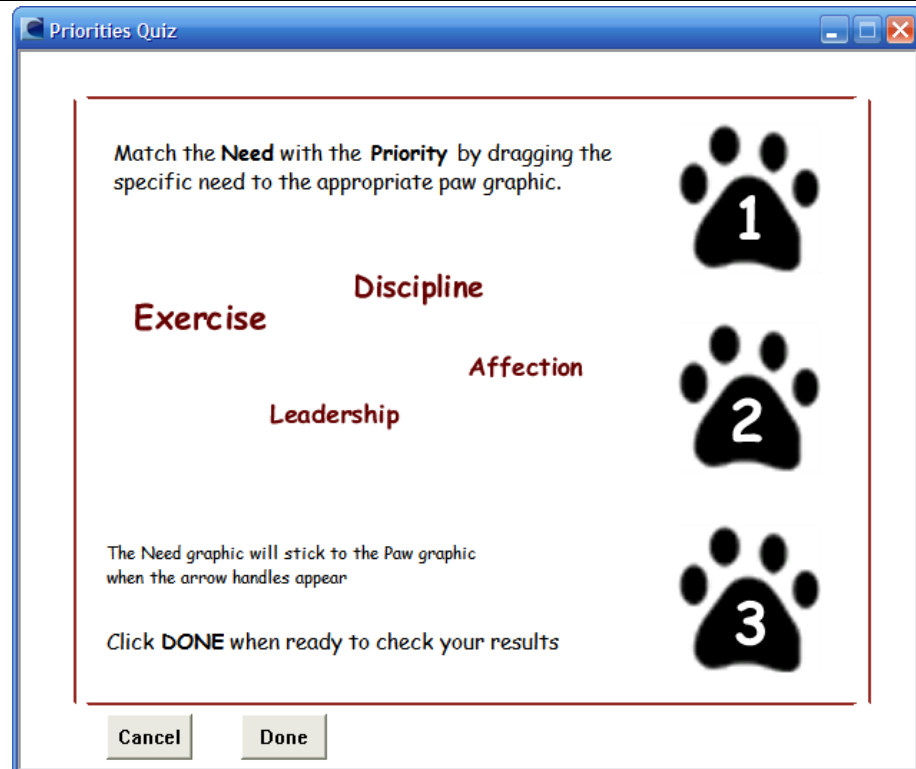 Priorities Quiz
Match the Need with the Priority by dragging the
specific need to the appropriate paw graphic.
1
Discipline
Exercise
Affection
2
Leadership
The Need graphic will stick to the Paw graphic
when the arrow handles appear
3
Click DONE when ready to check your results
Cancel
Done